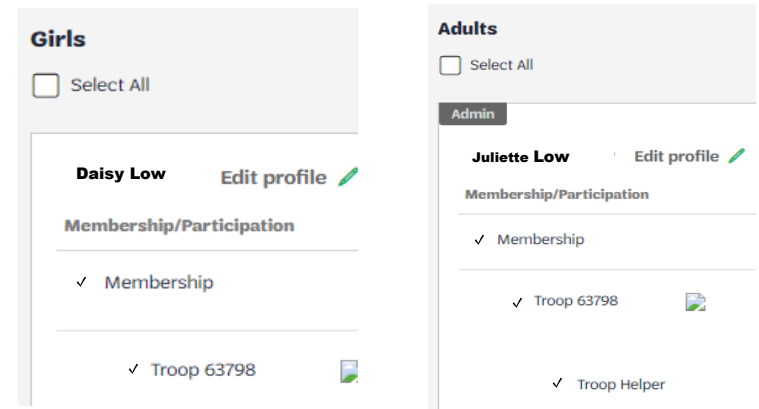 Girls
Select All
Daisy Low
Edit profile
Membership/Participation
Membership
Troop 63798
Adults
Select All
Admin
Juliette Low
Edit profile
Membership/Participation
Membership
Troop 63798
Troop Helper